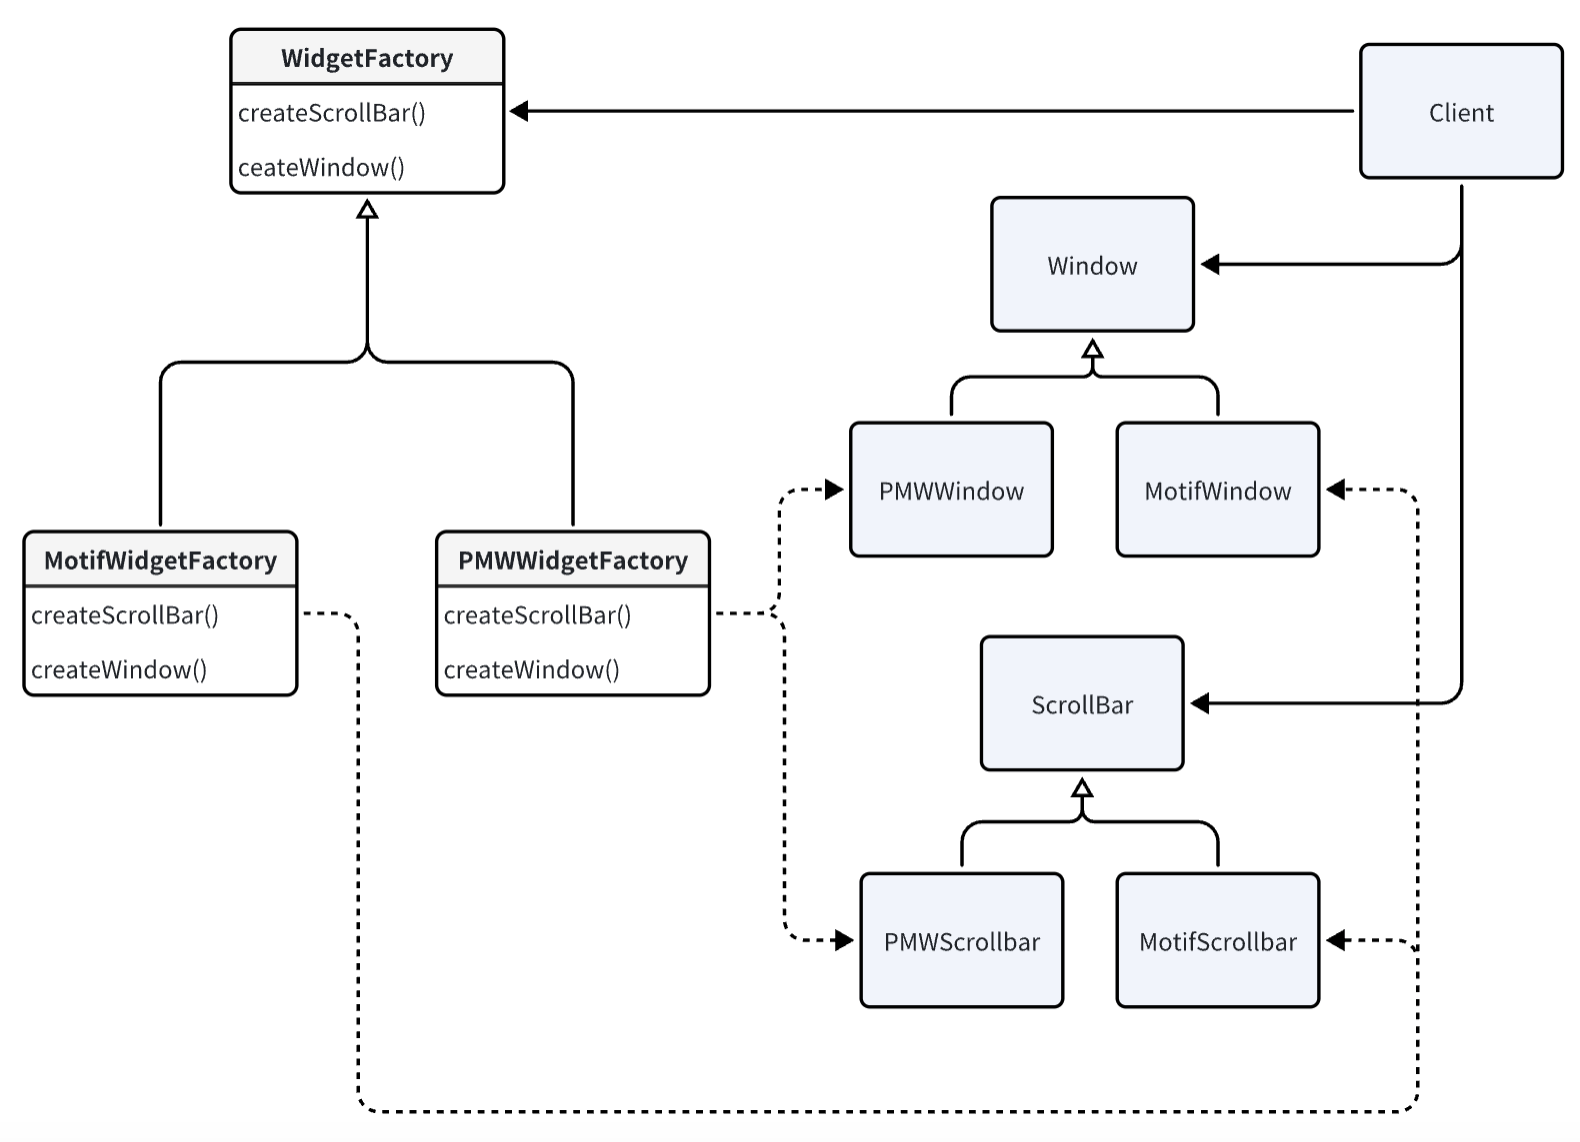 WidgetFactory
createScrollBar()
ceateWindow()
Client
Window
PMWWindow
MotifWindow
MotifWidgetFactory
createScrollBar()
createWindow()
PMWWidgetFactory
createScrollBar()
createWindow()
ScrollBar
PMWScrollbar
MotifScrollbar